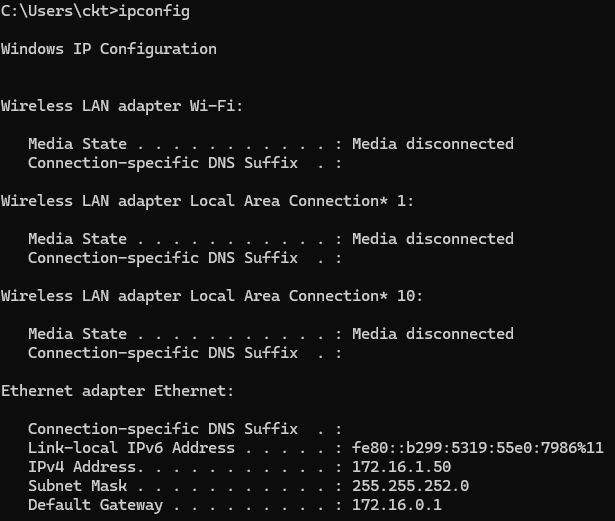 C:\Users\ckt>ipconfig
Windows IP Configuration
Wireless LAN adapter Wi-Fi:
   Media State . . . . . . . . . . . : Media disconnected
   Connection-specific DNS Suffix  . :
Wireless LAN adapter Local Area Connection* 1:
   Media State . . . . . . . . . . . : Media disconnected
   Connection-specific DNS Suffix  . :
Wireless LAN adapter Local Area Connection* 10:
   Media State . . . . . . . . . . . : Media disconnected
   Connection-specific DNS Suffix  . :
Ethernet adapter Ethernet:
   Connection-specific DNS Suffix  . :
   Link-local IPv6 Address . . . . . : fe80::b299:5319:55e0:7986%11
   IPv4 Address. . . . . . . . . . . : 172.16.1.50
   Subnet Mask . . . . . . . . . . . : 255.255.252.0
   Default Gateway . . . . . . . . . : 172.16.0.1